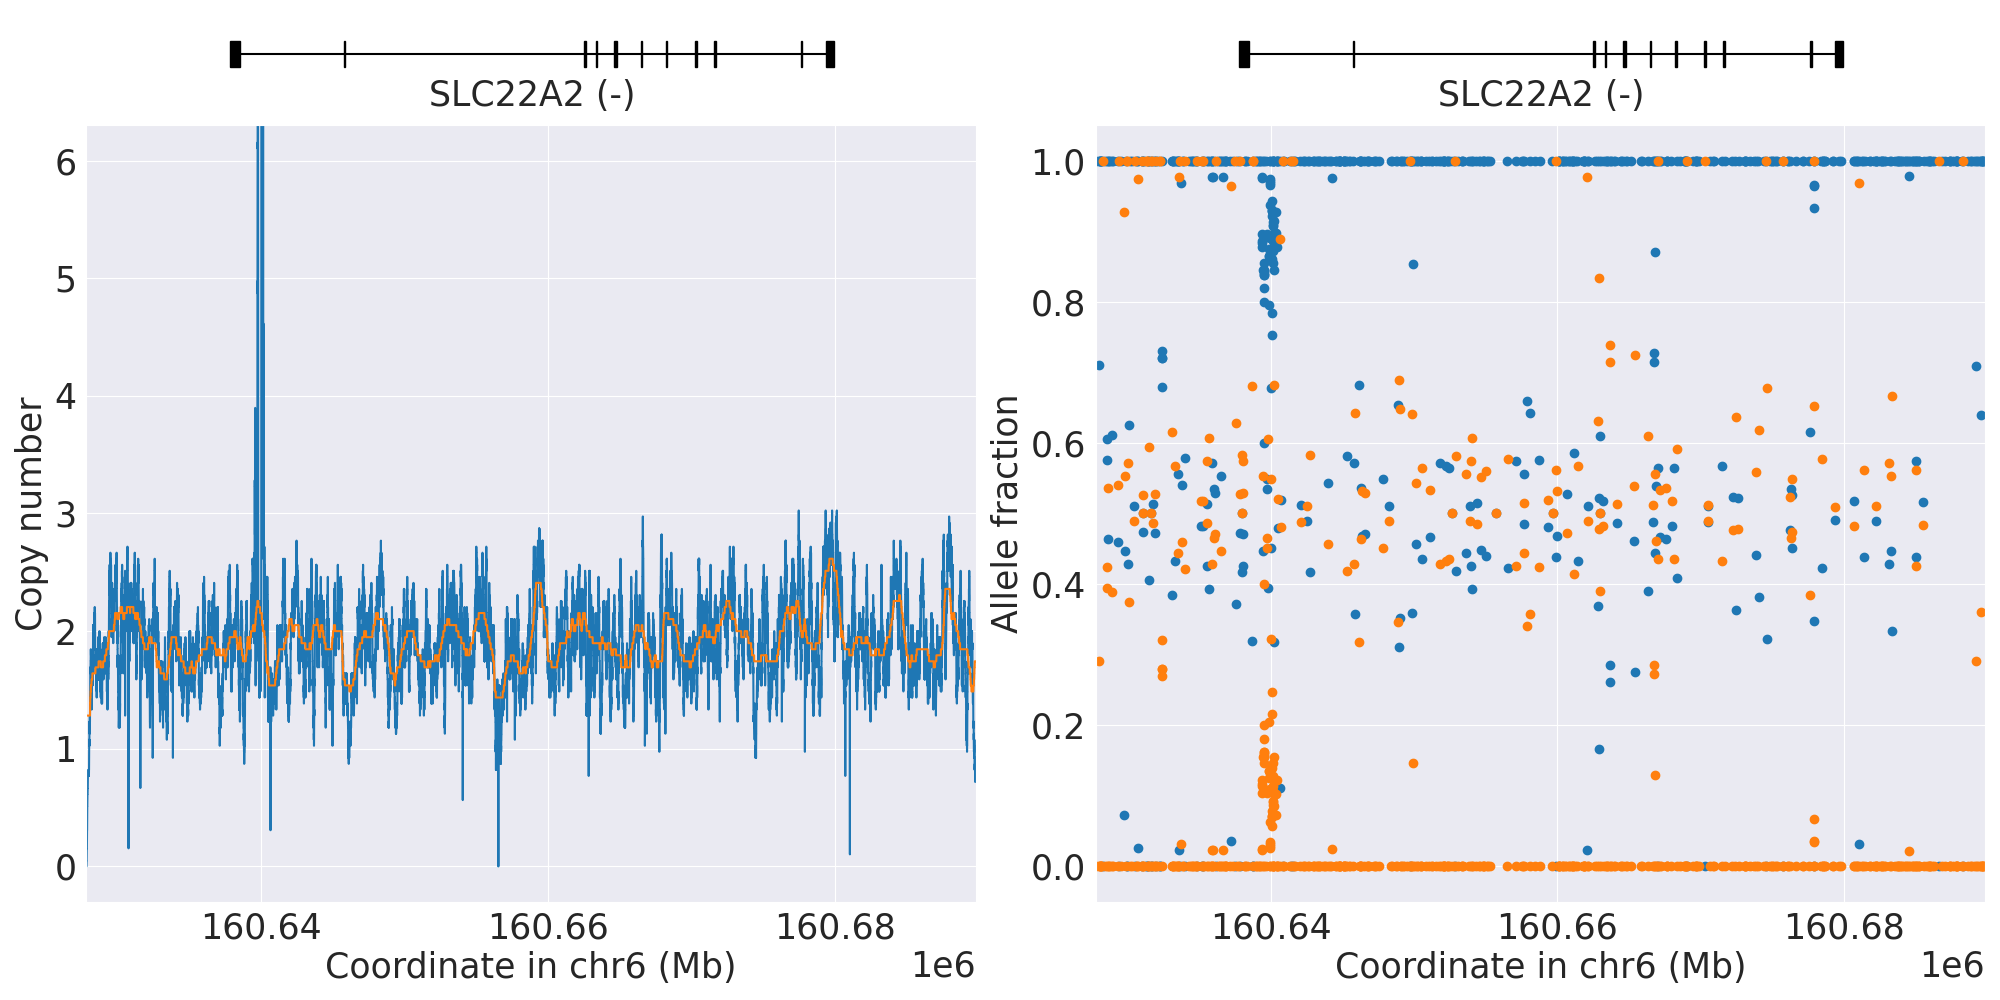 SLC22A2 (-)
SLC22A2 (-)
Copy number
6
5
4
3
2
1
0
160.64
160.66
160.68
Coordinate in chr6 (Mb)
1e6
Allele fraction
1.0
0.8
0.6
0.4
0.2
0.0
160.64
160.66
160.68
Coordinate in chr6 (Mb)
1e6